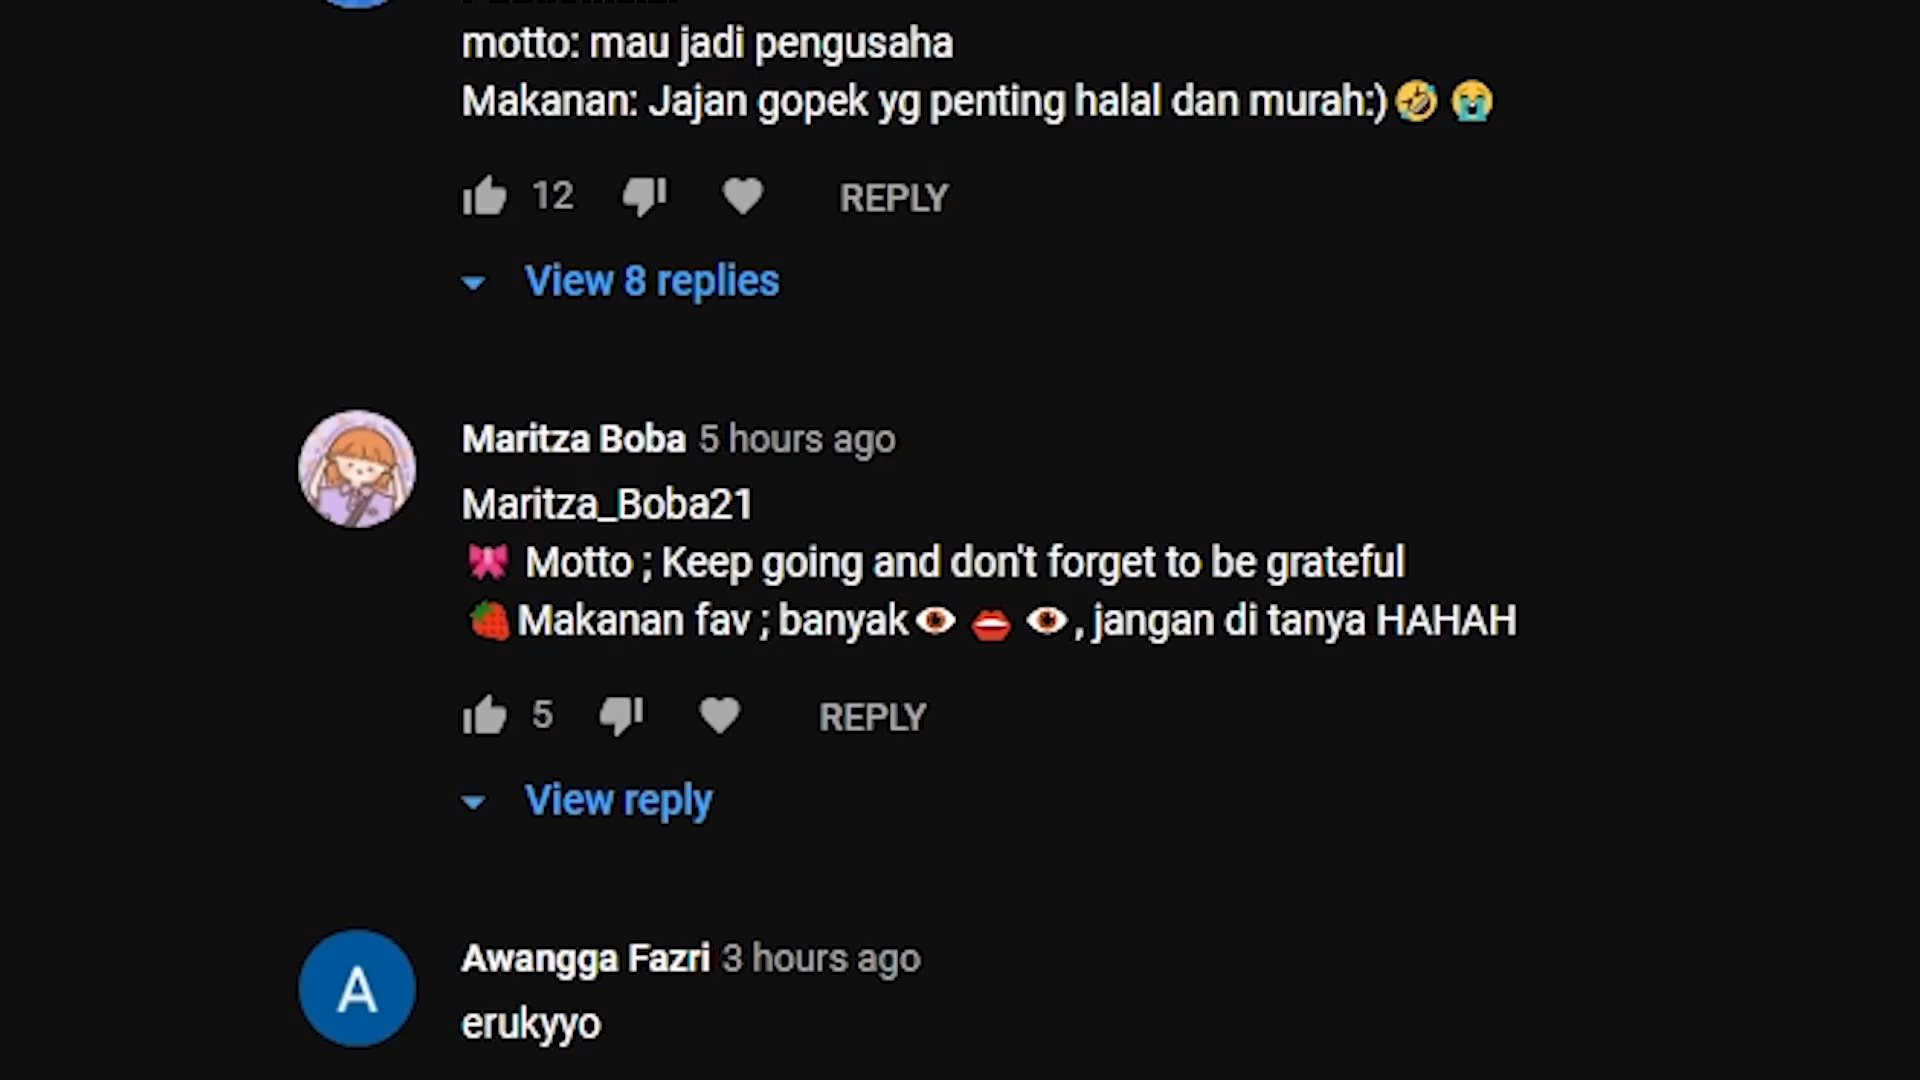 motto: mau jadi pengusaha
Makanan: Jajan gopek yg penting halal dan murah:)🤣😭
12 REPLY
View 8 replies
Maritza Boba 5 hours ago
Maritza_Boba21
🎀 Motto ; Keep going and don't forget to be grateful
🍓Makanan fav ; banyak👁👄👁, jangan di tanya HAHAH
5 REPLY
View reply
A
Awangga Fazri 3 hours ago
erukyyo